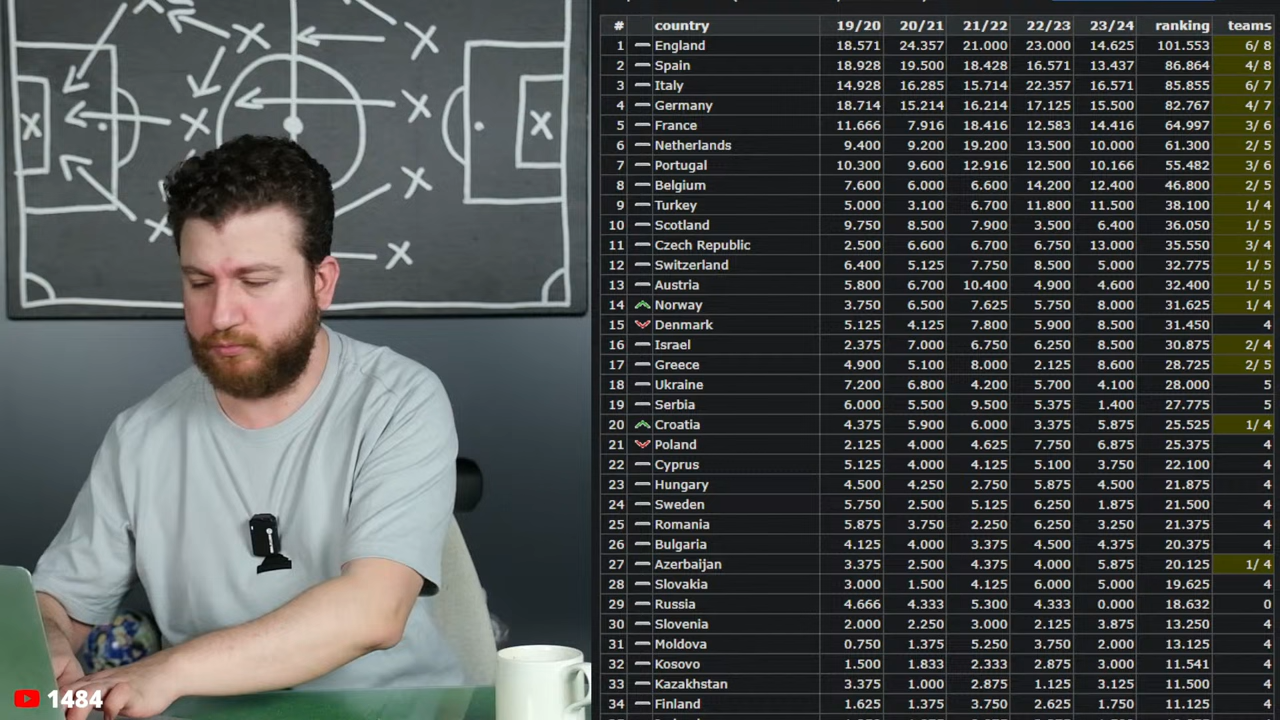 # country 19/20 20/21 21/22 22/23 23/24 ranking teams
1 England 18.571 24.357 21.000 23.000 14.625 101.553 6/ 8
2 Spain 18.928 19.500 18.428 16.571 13.437 86.864 4/ 8
3 Italy 14.928 16.285 15.714 22.357 16.571 85.855 6/ 7
4 Germany 18.714 15.214 16.214 17.125 15.500 82.767 4/ 7
5 France 11.666 7.916 18.416 12.583 14.416 64.997 3/ 6
6 Netherlands 9.400 9.200 19.200 13.500 10.000 61.300 2/ 5
7 Portugal 10.300 9.600 12.916 12.500 10.166 55.482 3/ 6
8 Belgium 7.600 6.000 6.600 14.200 12.400 46.800 2/ 5
9 Turkey 5.000 3.100 6.700 11.800 11.500 38.100 1/ 4
10 Scotland 9.750 8.500 7.900 3.500 6.400 36.050 1/ 5
11 Czech Republic 2.500 6.600 6.700 6.750 13.000 35.550 3/ 4
12 Switzerland 6.400 5.125 7.750 8.500 5.000 32.775 1/ 5
13 Austria 5.800 6.700 10.400 4.900 4.600 32.400 1/ 5
14 Norway 3.750 6.500 7.625 5.750 8.000 31.625 1/ 4
15 Denmark 5.125 4.125 7.800 5.900 8.500 31.450 4
16 Israel 2.375 7.000 6.750 6.250 8.500 30.875 2/ 4
17 Greece 4.900 5.100 8.000 2.125 8.600 28.725 2/ 5
18 Ukraine 7.200 6.800 4.200 5.700 4.100 28.000 5
19 Serbia 6.000 5.500 9.500 5.375 1.400 27.775 5
20 Croatia 4.375 5.900 6.000 3.375 5.875 25.525 1/ 4
21 Poland 2.125 4.000 4.625 7.750 6.875 25.375 4
22 Cyprus 5.125 4.000 4.125 5.100 3.750 22.100 4
23 Hungary 4.500 4.250 2.750 5.875 4.500 21.875 4
24 Sweden 5.750 2.500 5.125 6.250 1.875 21.500 4
25 Romania 5.875 3.750 2.250 6.250 3.250 21.375 4
26 Bulgaria 4.125 4.000 3.375 4.500 4.375 20.375 4
27 Azerbaijan 3.375 2.500 4.375 4.000 5.875 20.125 1/ 4
28 Slovakia 3.000 1.500 4.125 6.000 5.000 19.625 4
29 Russia 4.666 4.333 5.300 4.333 0.000 18.632 0
30 Slovenia 2.000 2.250 3.000 2.125 3.875 13.250 4
31 Moldova 0.750 1.375 5.250 3.750 2.000 13.125 4
32 Kosovo 1.500 1.833 2.333 2.875 3.000 11.541 4
33 Kazakhstan 3.375 1.000 2.875 1.125 3.125 11.500 4
34 Finland 1.625 1.375 3.750 2.625 1.750 11.125 4
X X
X X X X
X
X X
1484